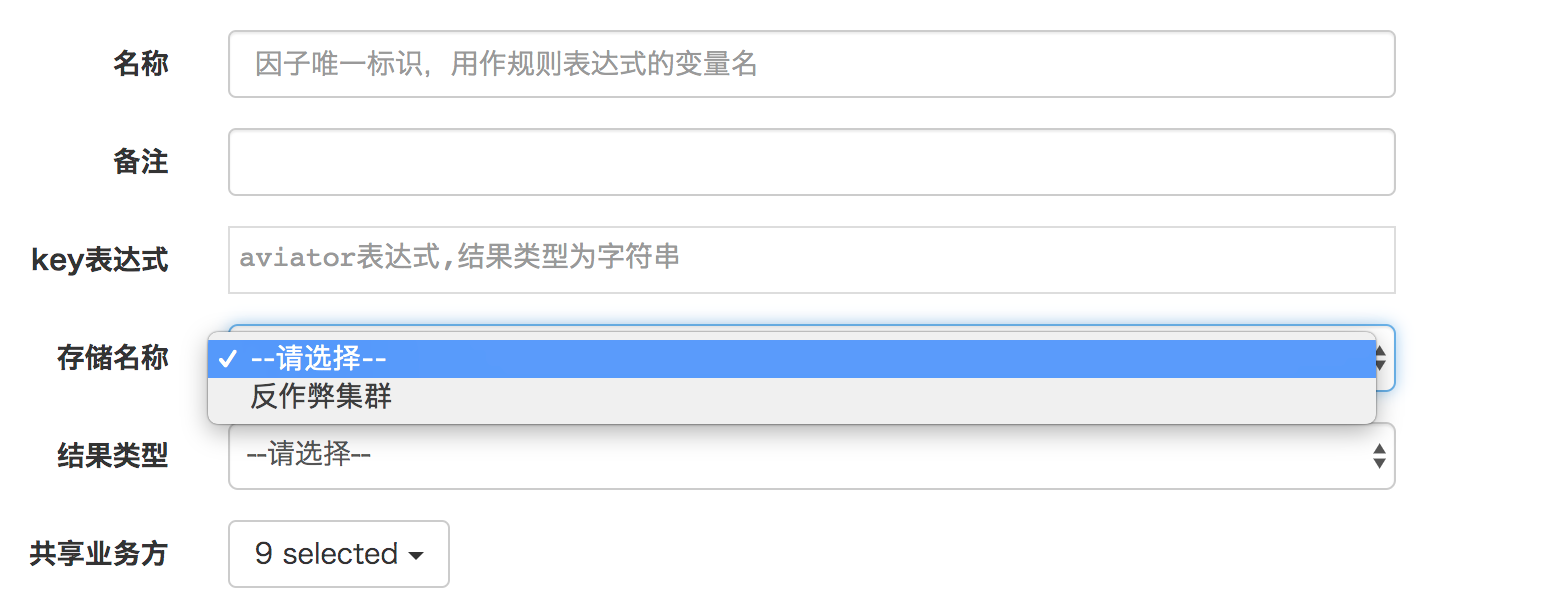 名称 因子唯一标识，用作规则表达式的变量名
备注
key表达式 aviator表达式,结果类型为字符串
存储名称 --请选择--
反作弊集群
结果类型 --请选择--
共享业务方 9 selected